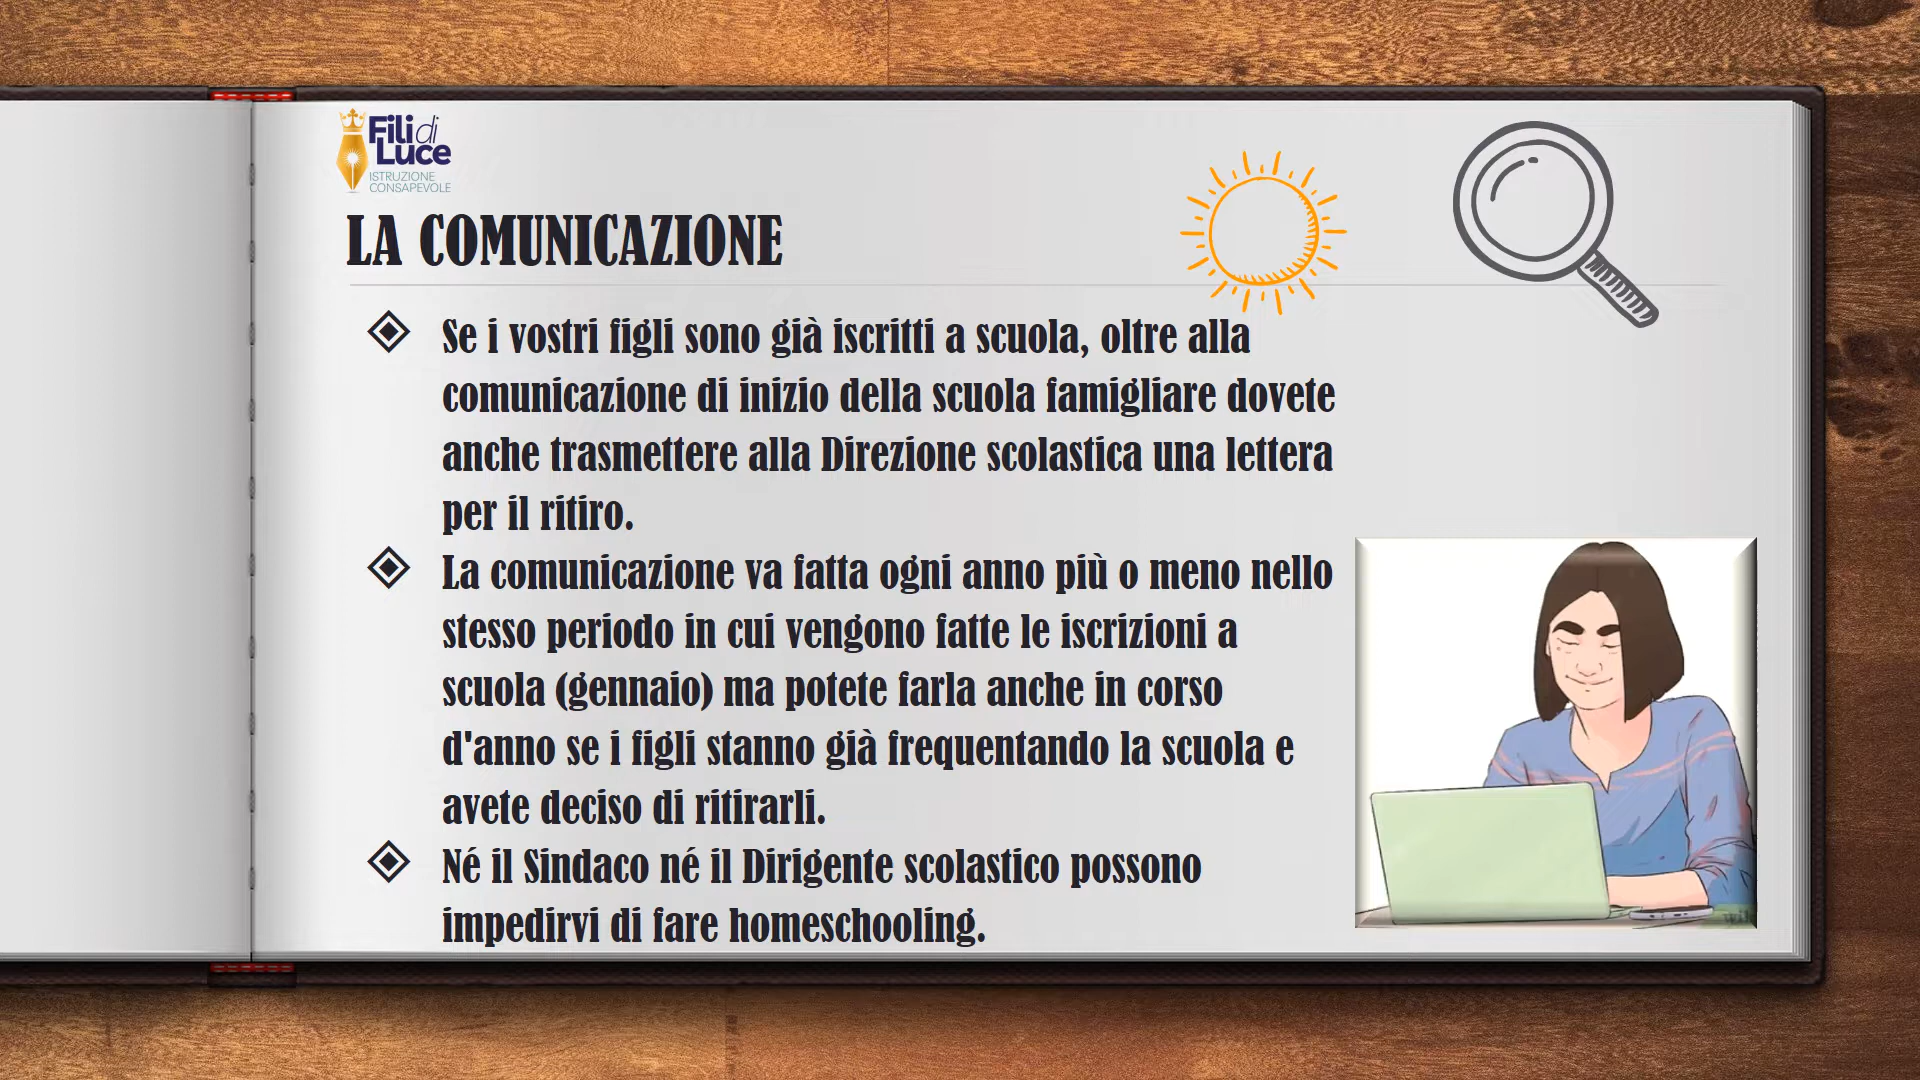 Fili di
Luce
ISTRUZIONE
CONSAPEVOLE
LA COMUNICAZIONE
Se i vostri figli sono già iscritti a scuola, oltre alla
comunicazione di inizio della scuola famigliare dovete
anche trasmettere alla Direzione scolastica una lettera
per il ritiro.
La comunicazione va fatta ogni anno più o meno nello
stesso periodo in cui vengono fatte le iscrizioni a
scuola (gennaio) ma potete farla anche in corso
d'anno se i figli stanno già frequentando la scuola e
avete deciso di ritirarli.
Né il Sindaco né il Dirigente scolastico possono
impedirvi di fare homeschooling.